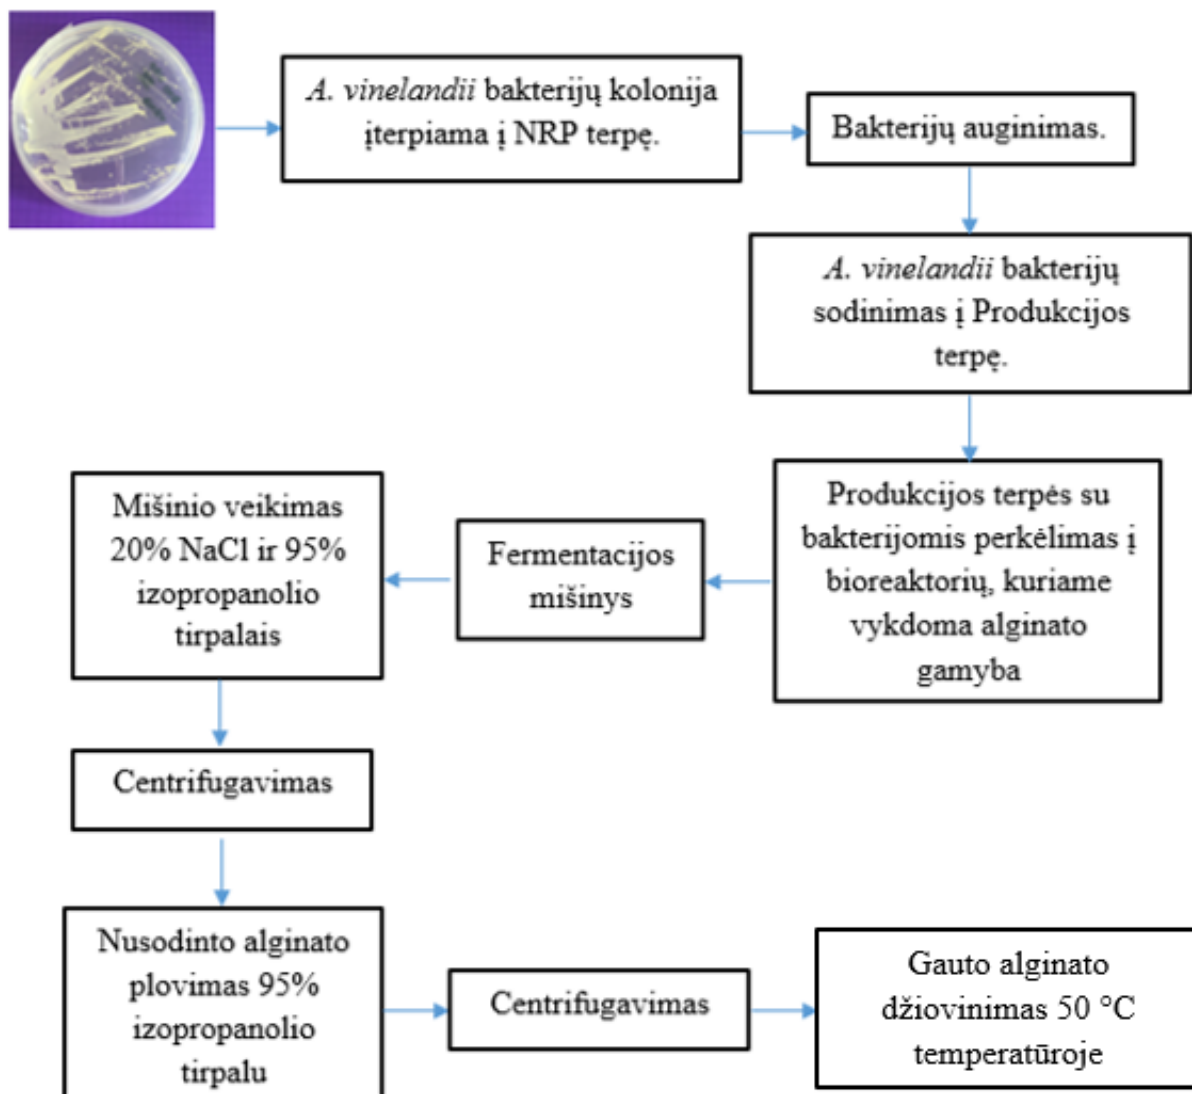 A. vinelandii bakterijų kolonija
įterpiama į NRP terpę.
Bakterijų auginimas.
A. vinelandii bakterijų
sodinimas į Produkcijos
terpę.
Produkcijos terpės su
bakterijomis perkėlimas į
bioreaktorių, kuriame
vykdoma alginato
gamyba
Fermentacijos
mišinys
Mišinio veikimas
20% NaCl ir 95%
izopropanolio
tirpalais
Centrifugavimas
Nusodinto alginato
plovimas 95%
izopropanolio
tirpalu
Centrifugavimas
Gauto alginato
džiovinimas 50 °C
temperatūroje